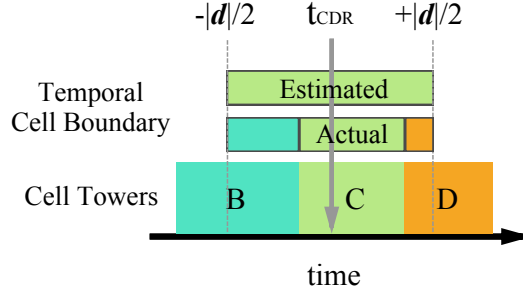 -|d|/2 tCDR +|d|/2
Temporal
Cell Boundary
Estimated
Actual
Cell Towers
B C D
time